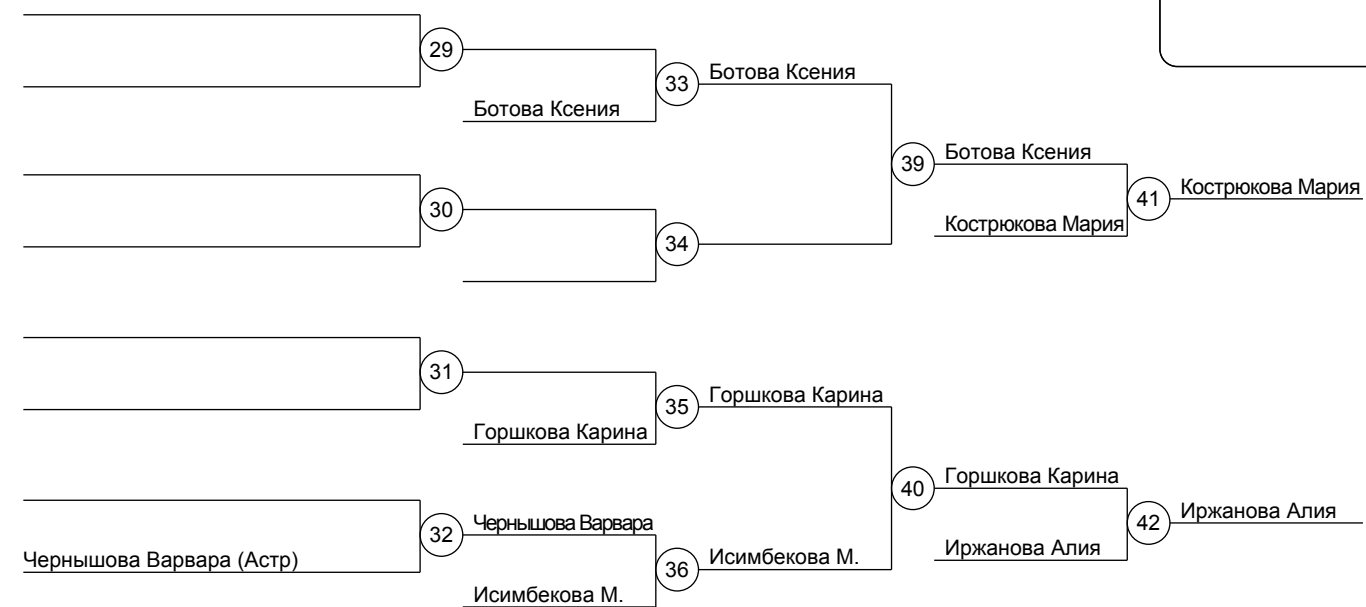 29
33
Ботова Ксения
Ботова Ксения
39
Ботова Ксения
41
Кострюкова Мария
30
34
Кострюкова Мария
31
35
Горшкова Карина
Горшкова Карина
40
Горшкова Карина
42
Иржанова Алия
32
Чернышова Варвара
Чернышова Варвара (Астр)
36
Исимбекова М.
Иржанова Алия
Исимбекова М.